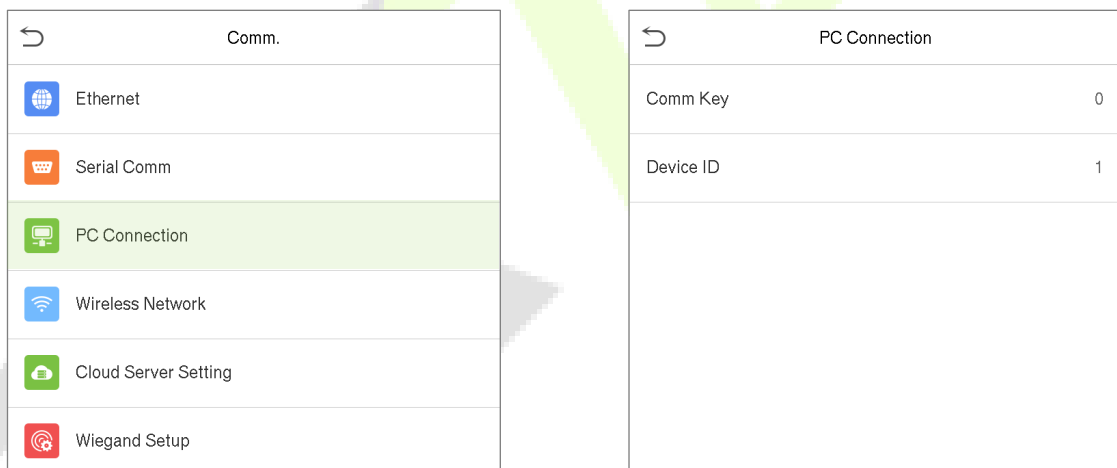 Comm.
Ethernet
Serial Comm
PC Connection
Wireless Network
Cloud Server Setting
Wiegand Setup
PC Connection
Comm Key 0
Device ID 1